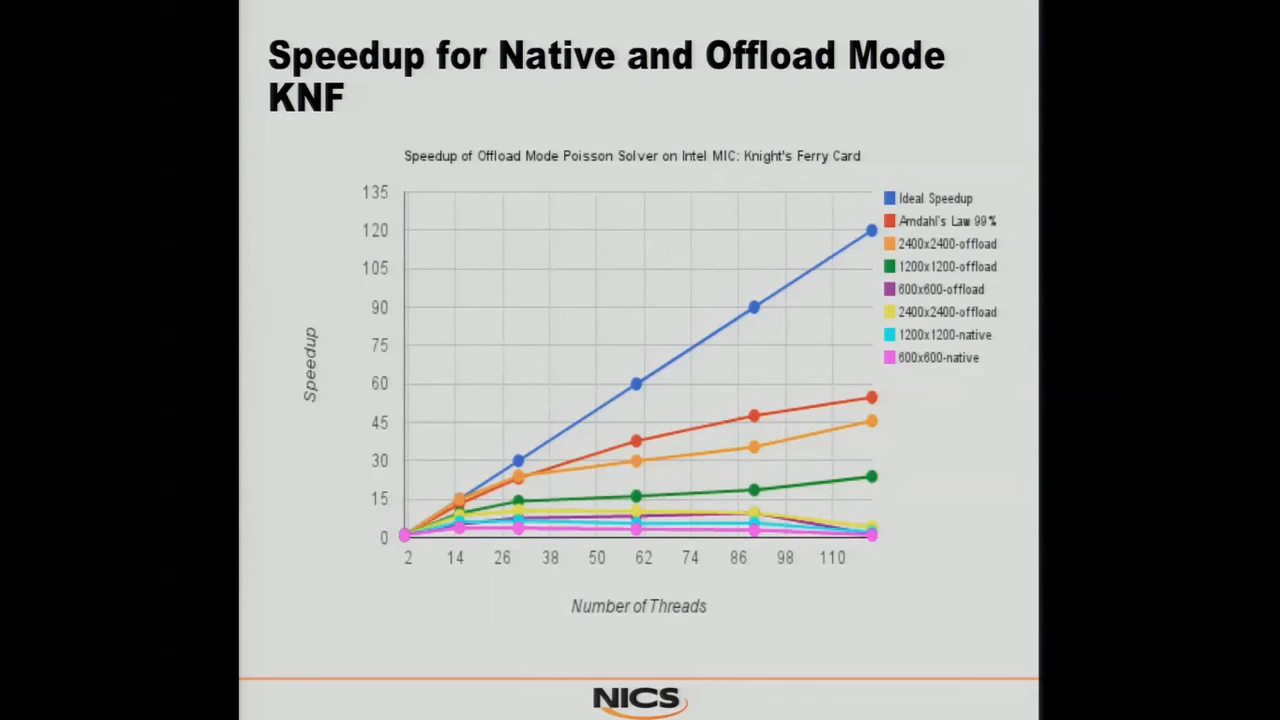 Speedup for Native and Offload Mode
KNF
Speedup of Offload Mode Poisson Solver on Intel MIC: Knight's Ferry Card
135
120
105
90
75
60
45
30
15
0
Speedup
2 14 26 38 50 62 74 86 98 110
Number of Threads
Ideal Speedup
Amdahl's Law 99%
2400x2400-offload
1200x1200-offload
600x600-offload
2400x2400-offload
1200x1200-native
600x600-native
NICS